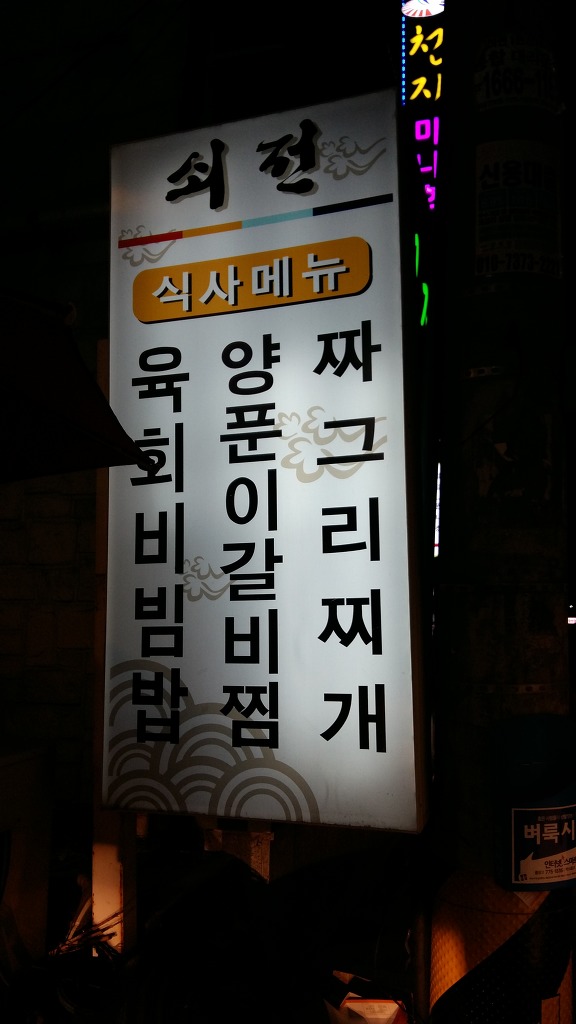 쇠전
식사메뉴
육회비빔밥
양푼이갈비찜
짜그리찌개
천지
미니?
벼룩시